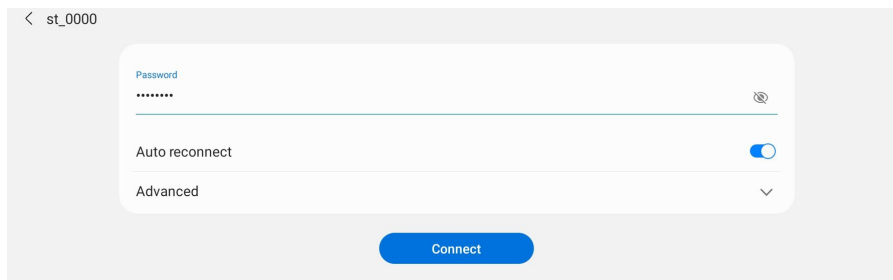 st_0000
Password
••••••••
Auto reconnect
Advanced
Connect